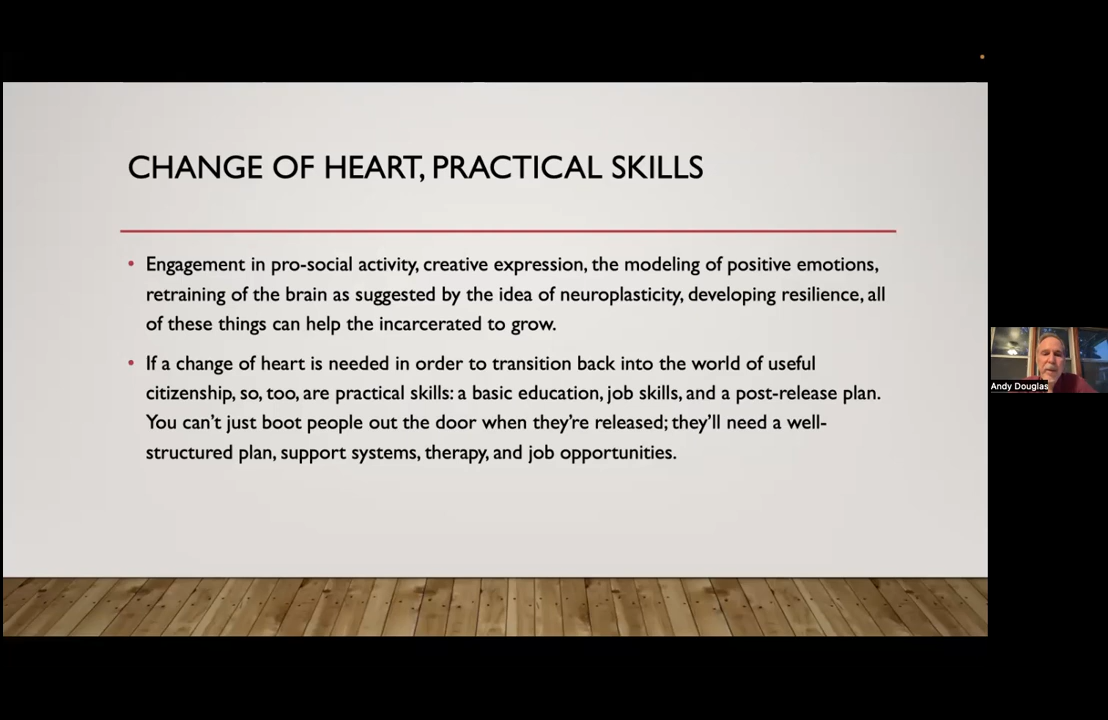 CHANGE OF HEART, PRACTICAL SKILLS
• Engagement in pro-social activity, creative expression, the modeling of positive emotions,
retraining of the brain as suggested by the idea of neuroplasticity, developing resilience, all
of these things can help the incarcerated to grow.
• If a change of heart is needed in order to transition back into the world of useful
citizenship, so, too, are practical skills: a basic education, job skills, and a post-release plan.
You can’t just boot people out the door when they’re released; they’ll need a well-
structured plan, support systems, therapy, and job opportunities.
Andy Douglas